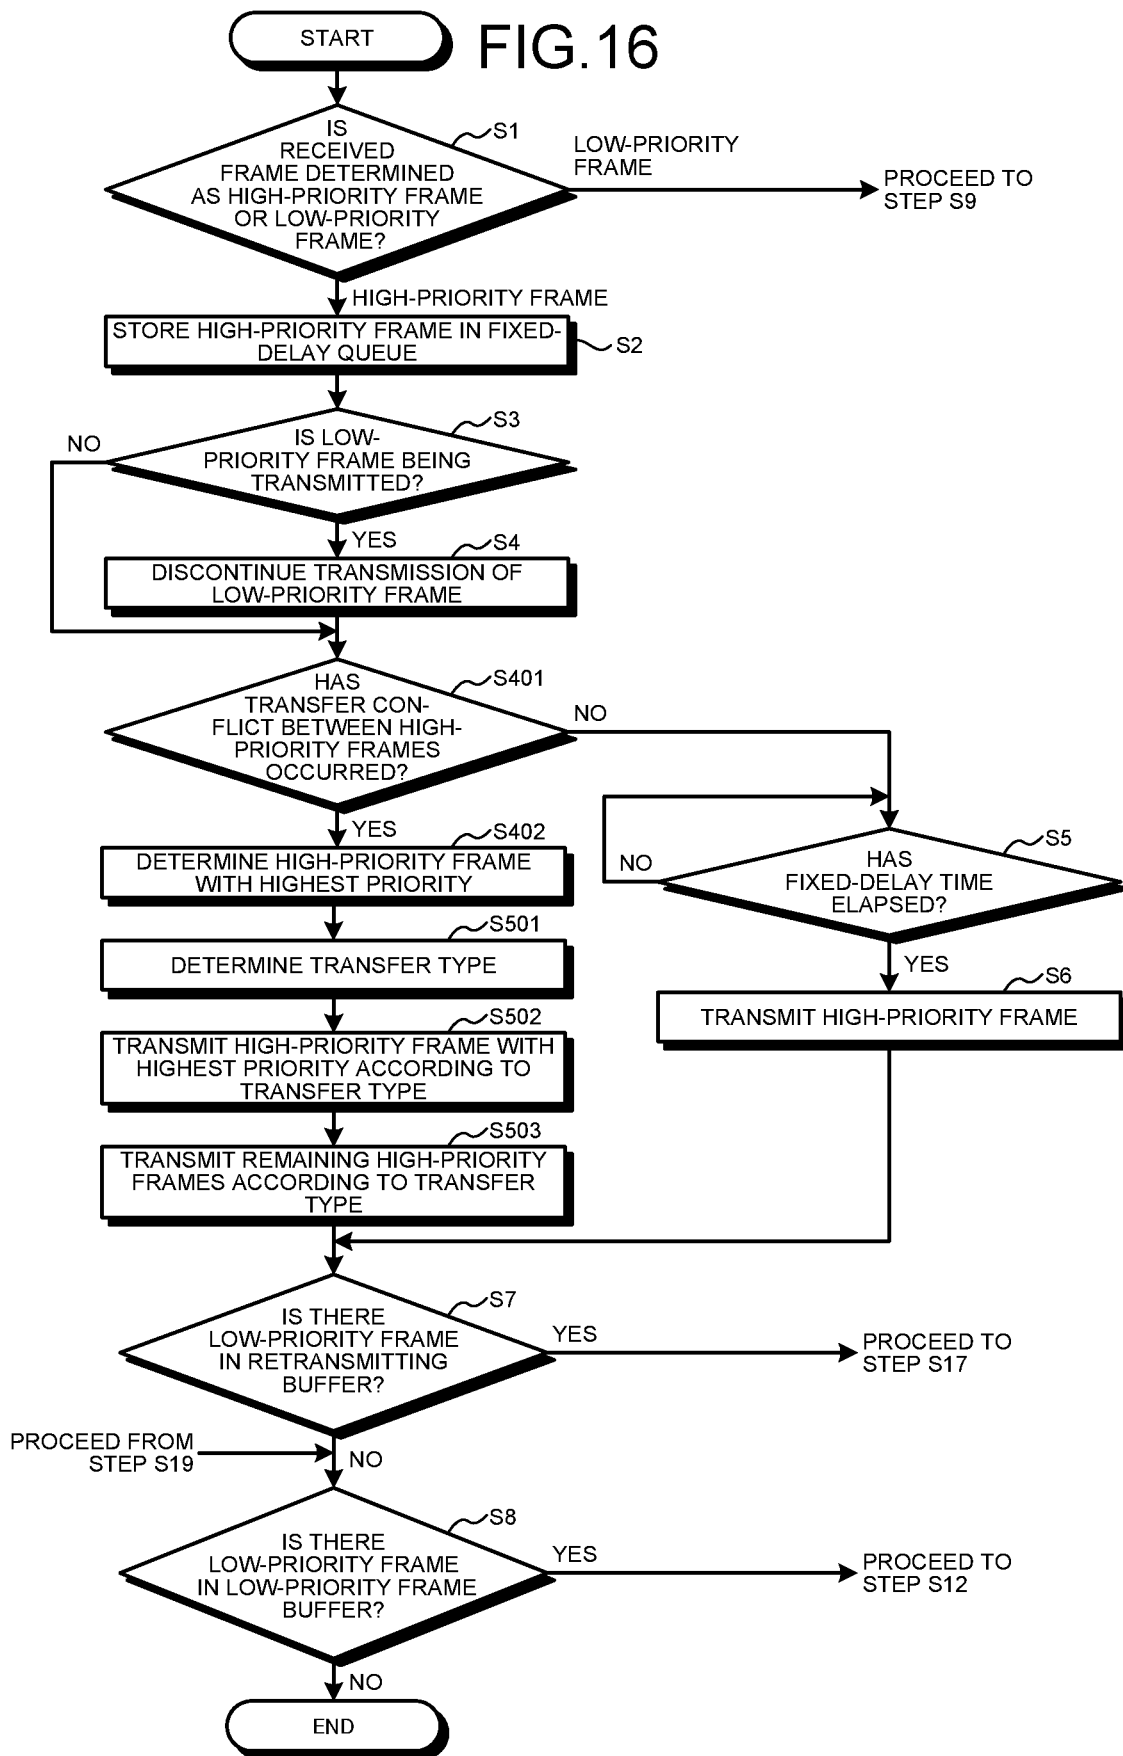 START
FIG.16
IS
RECEIVED
FRAME DETERMINED
AS HIGH-PRIORITY FRAME
OR LOW-PRIORITY
FRAME?
S1
LOW-PRIORITY
FRAME
PROCEED TO
STEP S9
HIGH-PRIORITY FRAME
STORE HIGH-PRIORITY FRAME IN FIXED-
DELAY QUEUE
S2
S3
NO
IS LOW-
PRIORITY FRAME BEING
TRANSMITTED?
YES
S4
DISCONTINUE TRANSMISSION OF
LOW-PRIORITY FRAME
S401
HAS
TRANSFER CON-
FLICT BETWEEN HIGH-
PRIORITY FRAMES
OCCURRED?
NO
YES
S402
DETERMINE HIGH-PRIORITY FRAME
WITH HIGHEST PRIORITY
S5
NO
HAS
FIXED-DELAY TIME
ELAPSED?
S501
DETERMINE TRANSFER TYPE
YES
S6
TRANSMIT HIGH-PRIORITY FRAME
S502
TRANSMIT HIGH-PRIORITY FRAME WITH
HIGHEST PRIORITY ACCORDING TO
TRANSFER TYPE
S503
TRANSMIT REMAINING HIGH-PRIORITY
FRAMES ACCORDING TO TRANSFER
TYPE
S7
IS THERE
LOW-PRIORITY FRAME
IN RETRANSMITTING
BUFFER?
YES
PROCEED TO
STEP S17
PROCEED FROM
STEP S19
NO
S8
IS THERE
LOW-PRIORITY FRAME
IN LOW-PRIORITY FRAME
BUFFER?
YES
PROCEED TO
STEP S12
NO
END